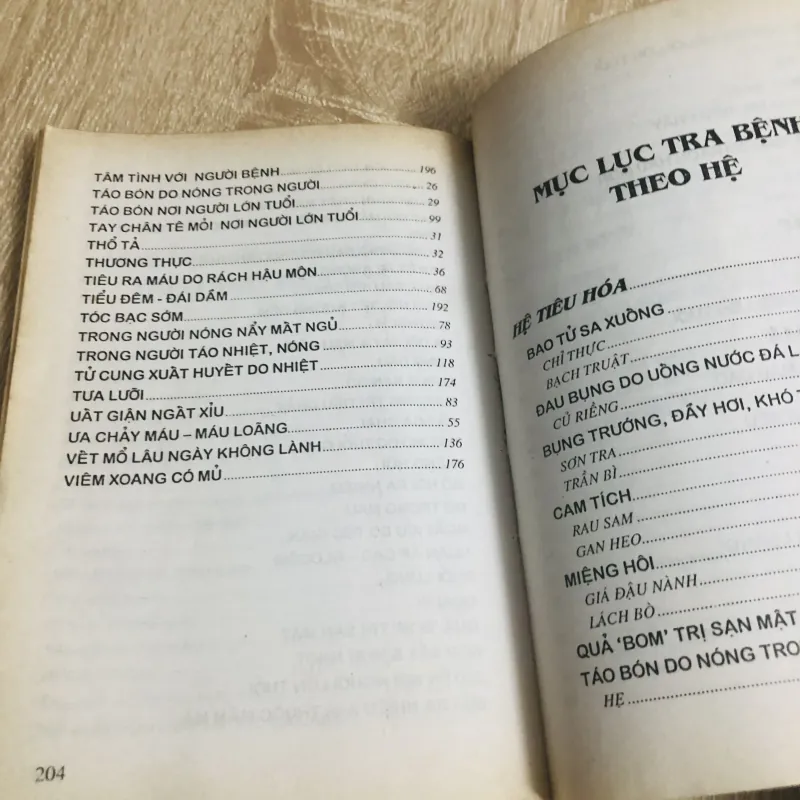 TÂM TÌNH VỚI NGƯỜI BỆNH 196
TÁO BÓN DO NÓNG TRONG NGƯỜI 26
TÁO BÓN NƠI NGƯỜI LỚN TUỔI 29
TAY CHÂN TÊ MỎI NƠI NGƯỜI LỚN TUỔI 99
THỔ TẢ 31
THƯƠNG THỰC 32
TIÊU RA MÁU DO RÁCH HẬU MÔN 36
TIỂU ĐÊM - ĐÁI DẦM 68
TÓC BẠC SỚM 192
TRONG NGƯỜI NÓNG NẨY MẤT NGỦ 78
TRONG NGƯỜI TÁO NHIỆT, NÓNG 93
TỬ CUNG XUẤT HUYẾT DO NHIỆT 118
TƯA LƯỠI 174
UẤT GIẬN NGẤT XỈU 83
ƯA CHẢY MÁU – MÁU LOÃNG 55
VẾT MỔ LÂU NGÀY KHÔNG LÀNH 136
VIÊM XOANG CÓ MỦ 176
204
MỤC LỤC TRA BỆNH
THEO HỆ
HỆ TIÊU HÓA
BAO TỬ SA XUỐNG
CHỈ THỰC
BẠCH TRUẬT
ĐAU BỤNG DO UỐNG NƯỚC ĐÁ L
CỦ RIỀNG
BỤNG TRƯỚNG, ĐẦY HƠI, KHÓ T
SƠN TRA
TRẦN BÌ
CAM TÍCH
RAU SAM
GAN HEO
MIỆNG HÔI
GIÁ ĐẬU NÀNH
LÁCH BÒ
QUẢ 'BOM' TRỊ SẠN MẬT
TÁO BÓN DO NÓNG TRO
HẸ